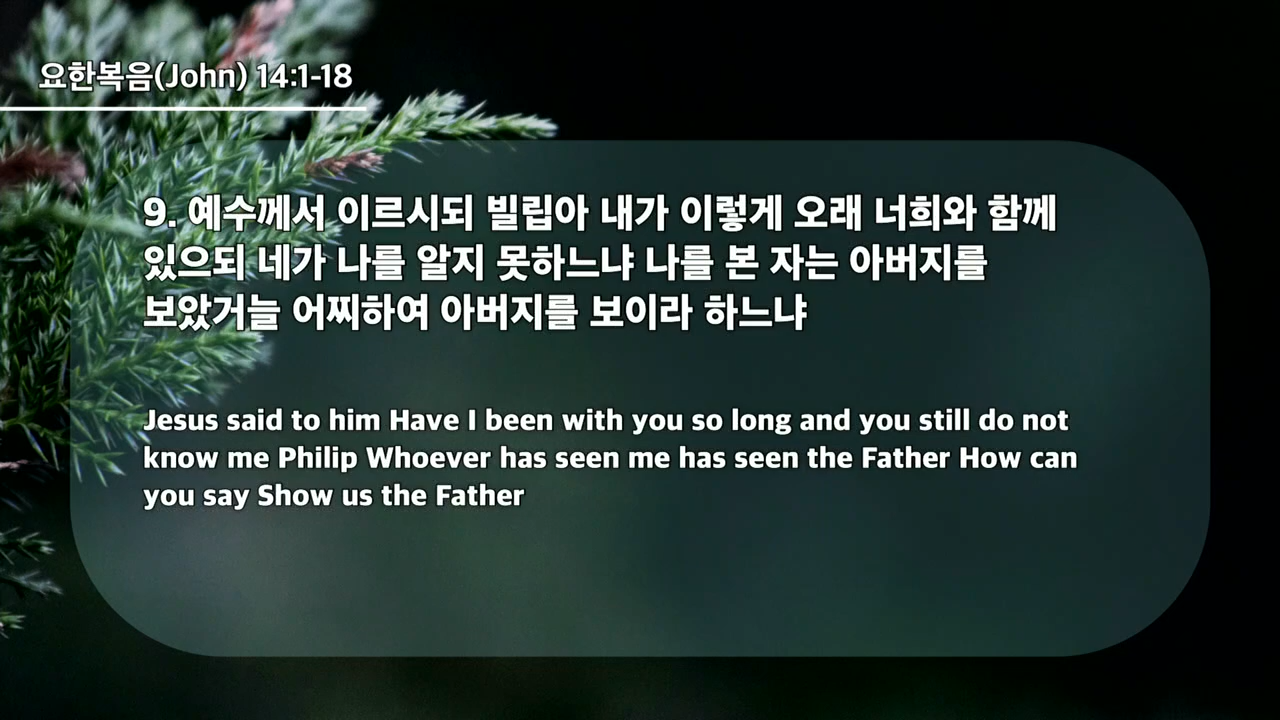 요한복음(John) 14:1-18
9. 예수께서 이르시되 빌립아 내가 이렇게 오래 너희와 함께
있으되 네가 나를 알지 못하느냐 나를 본 자는 아버지를
보았거늘 어찌하여 아버지를 보이라 하느냐
Jesus said to him Have I been with you so long and you still do not
know me Philip Whoever has seen me has seen the Father How can
you say Show us the Father